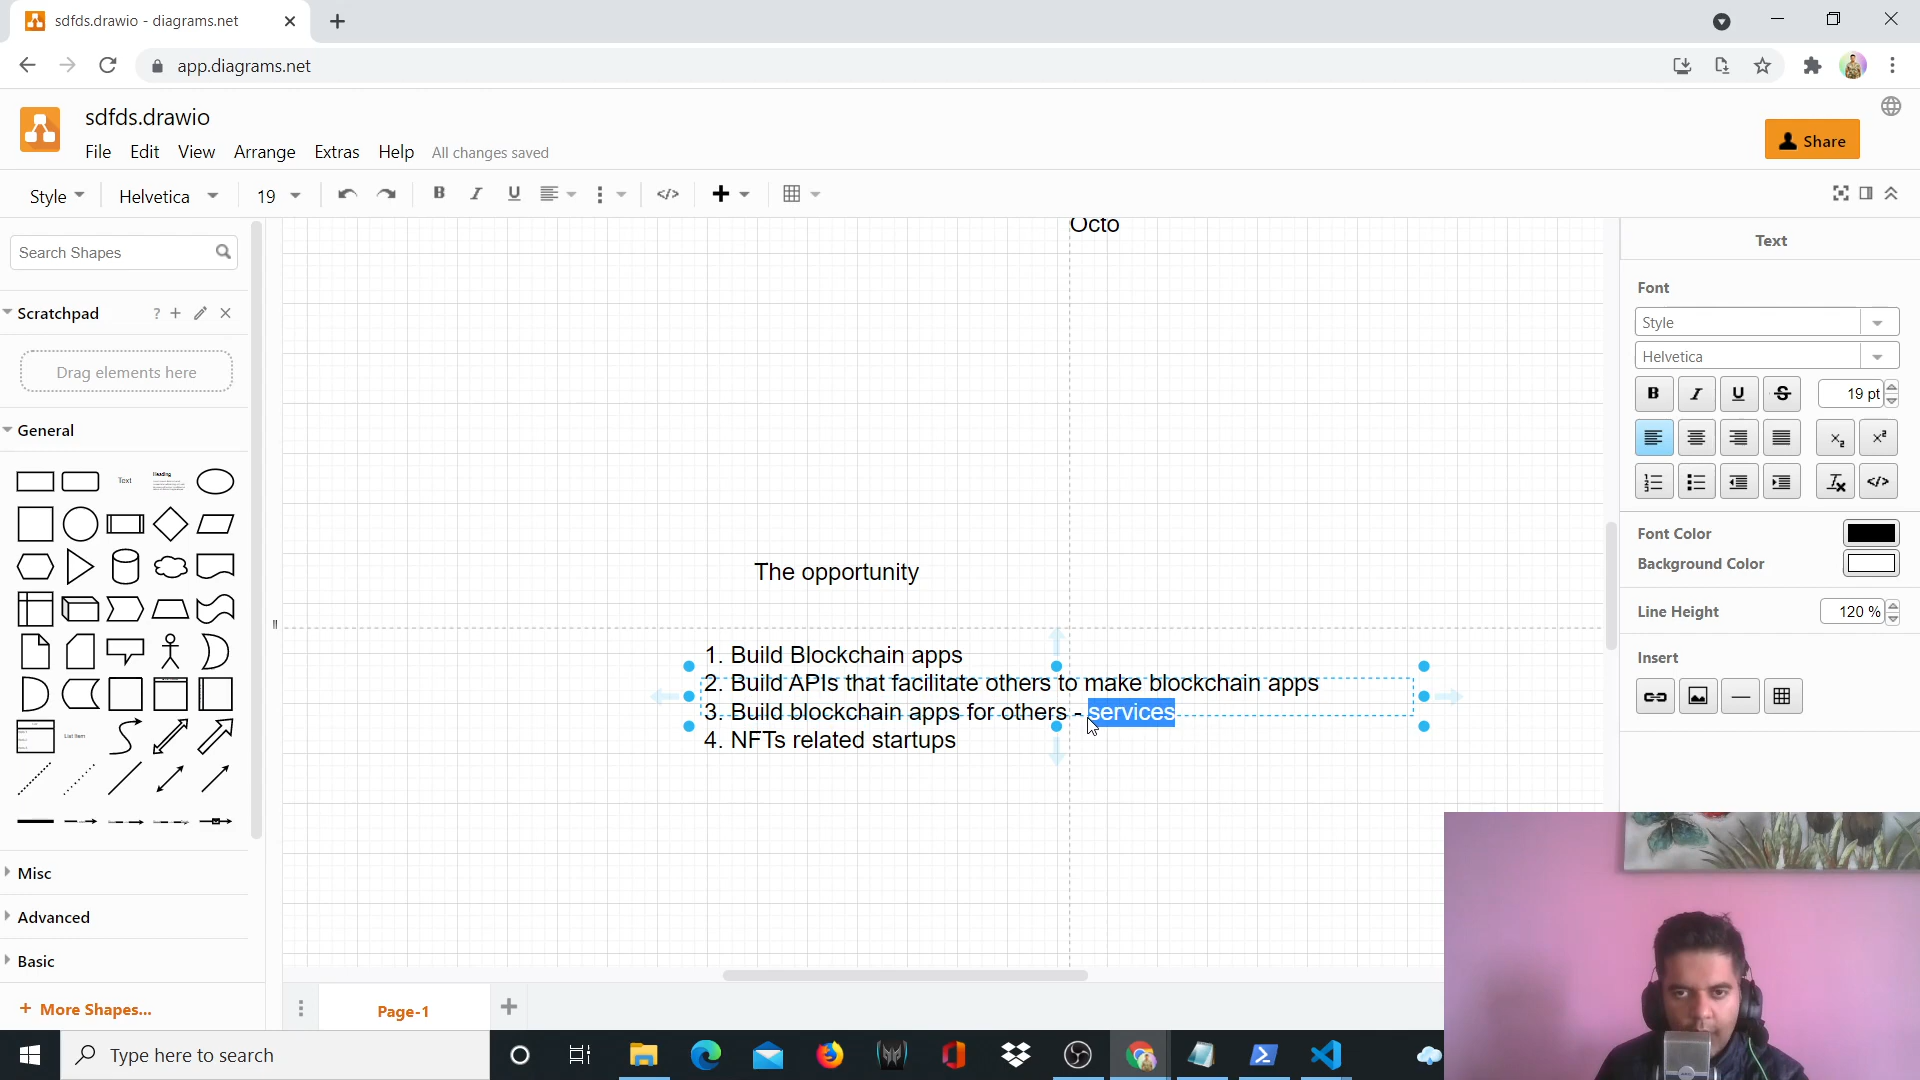 sdfds.drawio - diagrams.net
app.diagrams.net
sdfds.drawio
File Edit View Arrange Extras Help All changes saved
Share
Style Helvetica 19
Search Shapes
Scratchpad
Drag elements here
General
Text Heading
List Item
Misc
Advanced
Basic
+ More Shapes...
Octo
The opportunity
1. Build Blockchain apps
2. Build APIs that facilitate others to make blockchain apps
3. Build blockchain apps for others - services
4. NFTs related startups
Page-1
Text
Font
Style
Helvetica
19 pt
Font Color
Background Color
Line Height 120 %
Insert
Type here to search